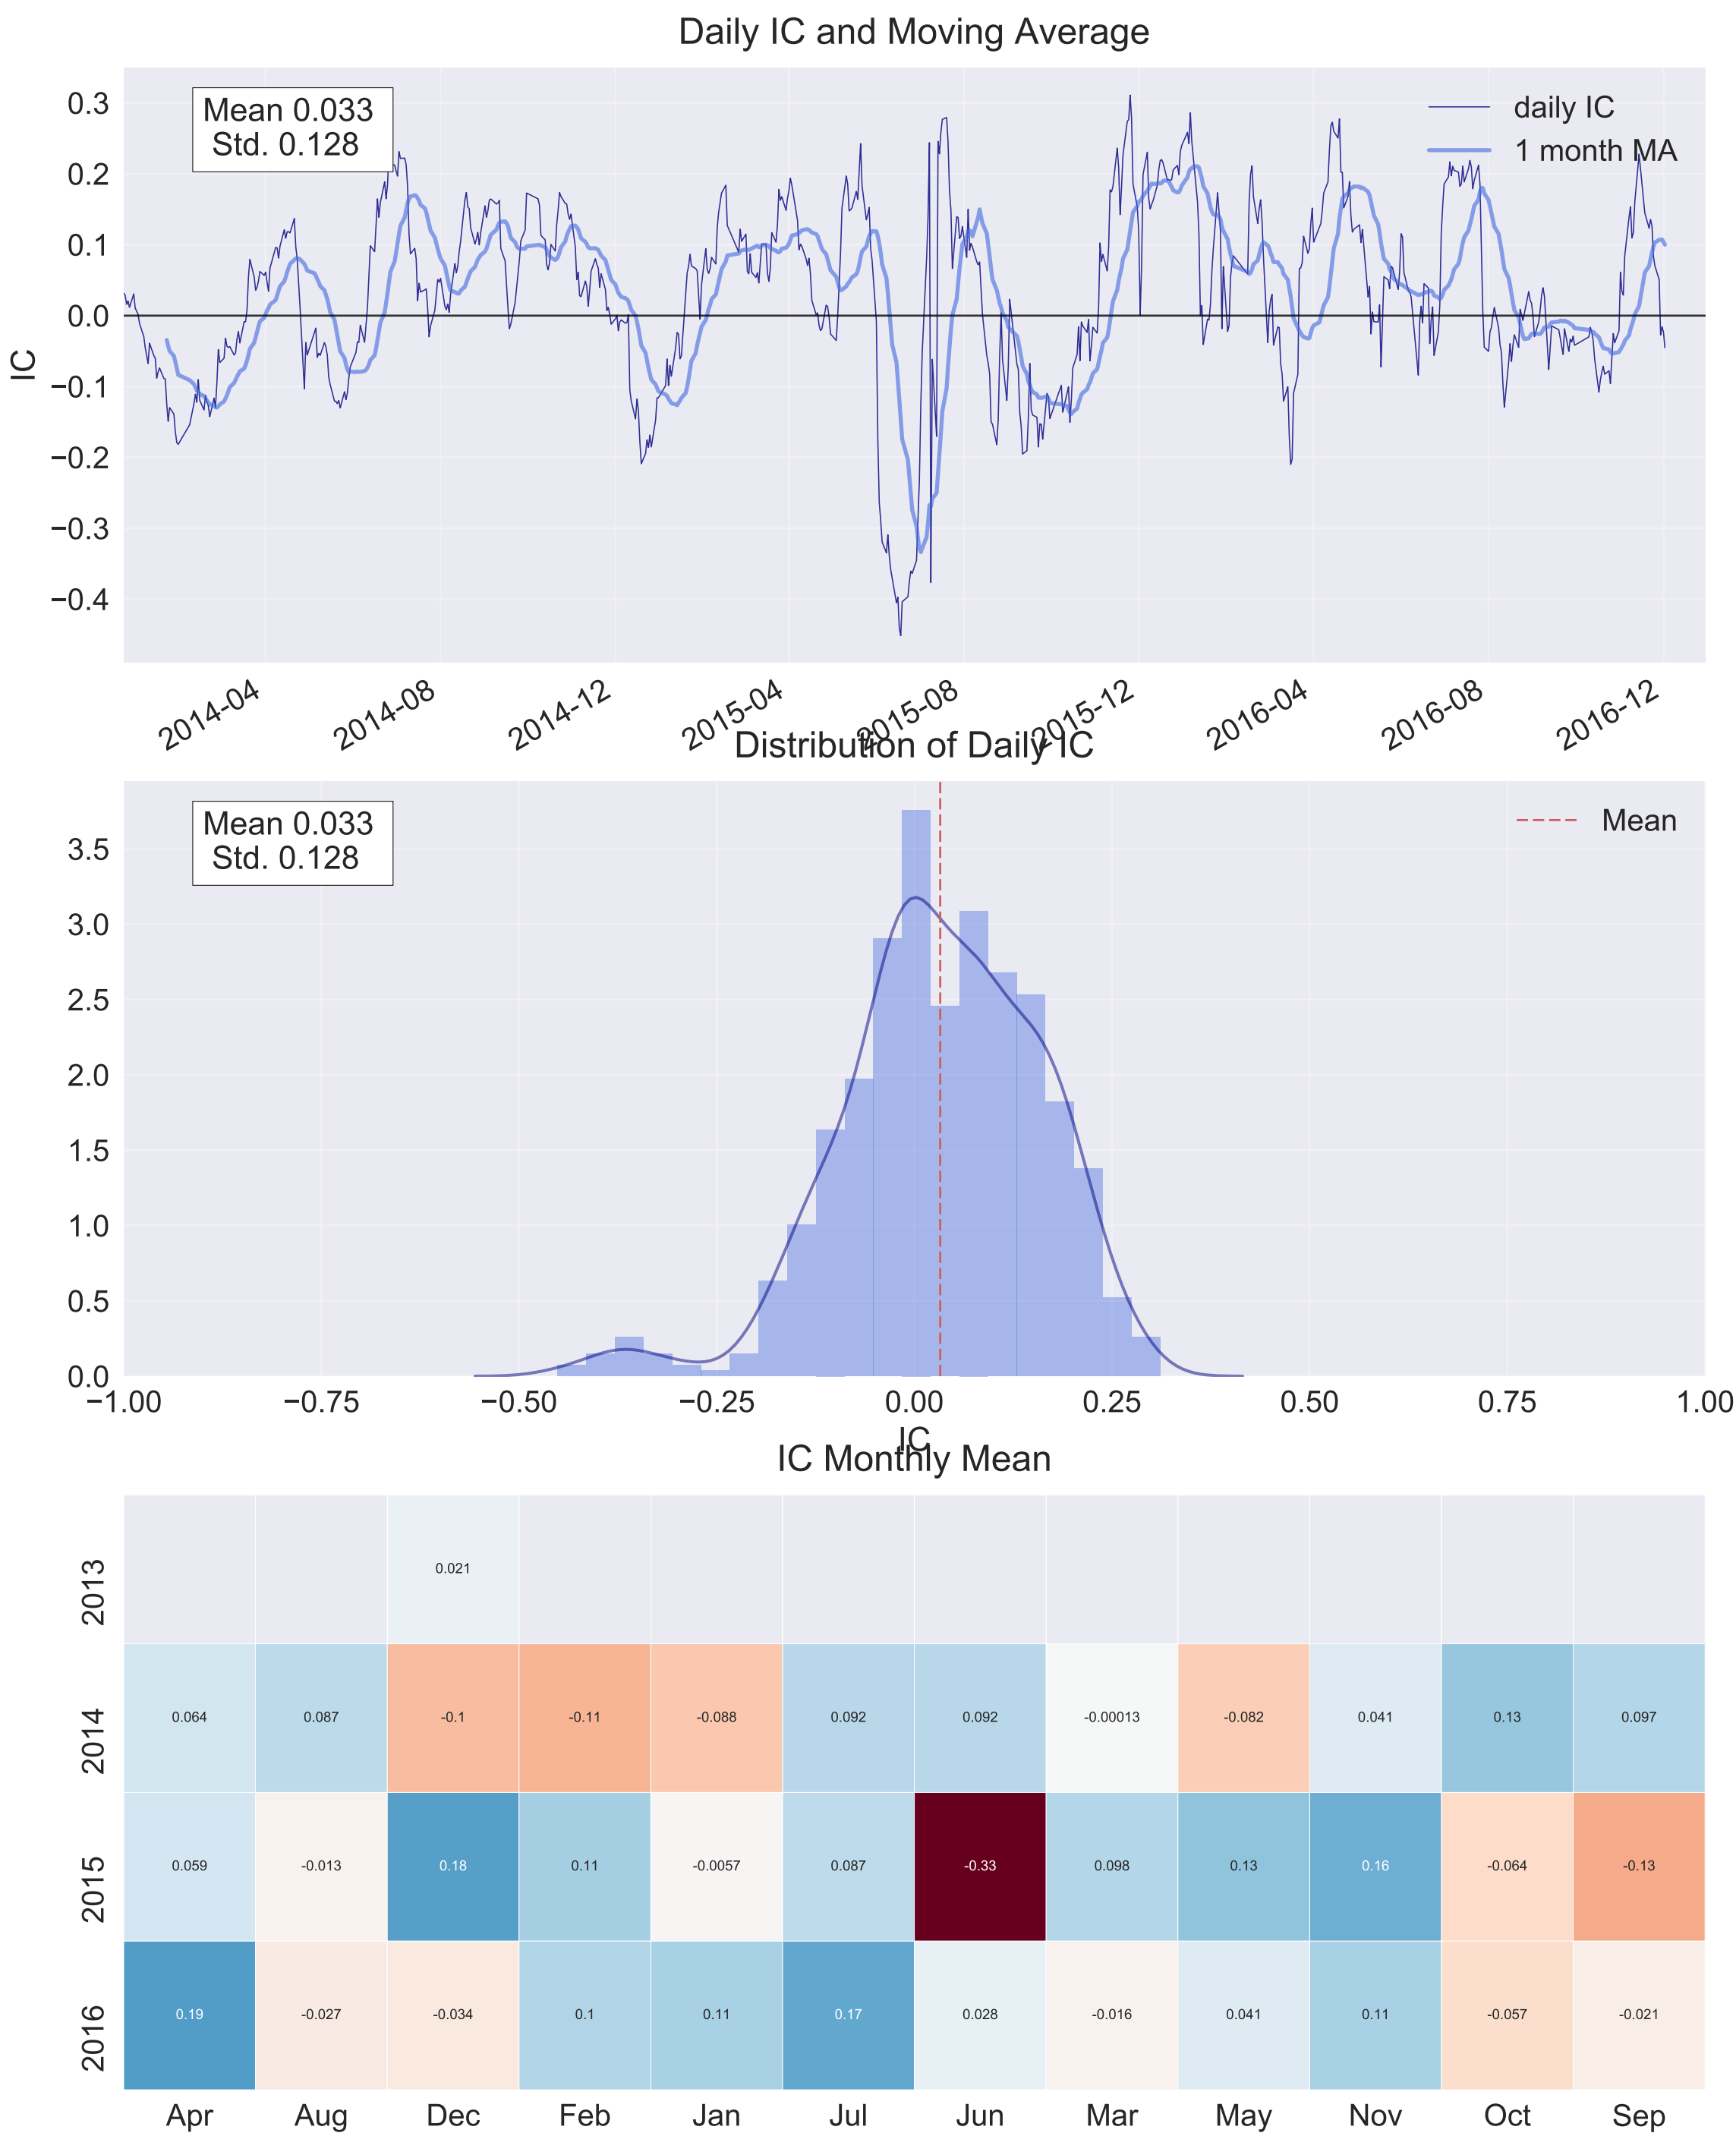 Daily IC and Moving Average
Mean 0.033
Std. 0.128
daily IC
1 month MA
0.3
0.2
0.1
0.0
−0.1
−0.2
−0.3
−0.4
IC
2014-04 2014-08 2014-12 2015-04 2015-08 2015-12 2016-04 2016-08 2016-12
Distribution of Daily IC
Mean 0.033
Std. 0.128
Mean
3.5
3.0
2.5
2.0
1.5
1.0
0.5
0.0
−1.00 −0.75 −0.50 −0.25 0.00 0.25 0.50 0.75 1.00
IC
IC Monthly Mean
2013 0.021
2014 0.064 0.087 -0.1 -0.11 -0.088 0.092 0.092 -0.00013 -0.082 0.041 0.13 0.097
2015 0.059 -0.013 0.18 0.11 -0.0057 0.087 -0.33 0.098 0.13 0.16 -0.064 -0.13
2016 0.19 -0.027 -0.034 0.1 0.11 0.17 0.028 -0.016 0.041 0.11 -0.057 -0.021
Apr Aug Dec Feb Jan Jul Jun Mar May Nov Oct Sep